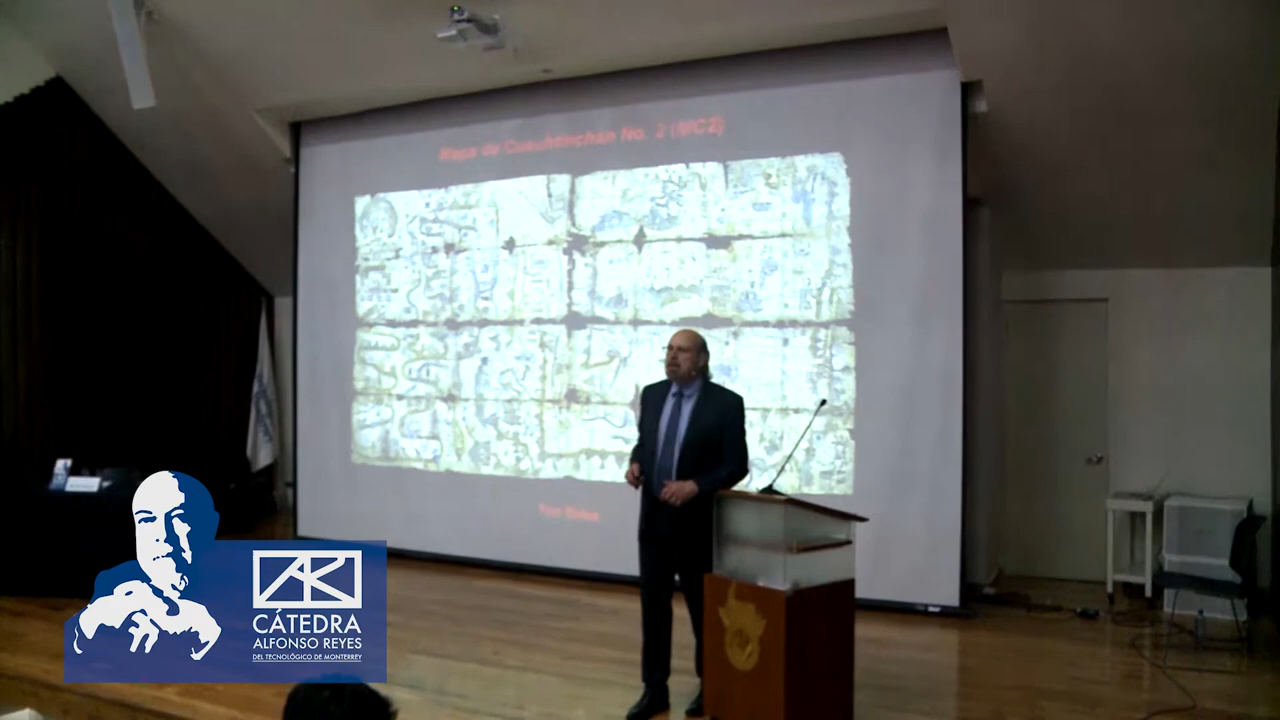 Mapa de Cuauhtinchan No. 2 (MC2)
CÁTEDRA
ALFONSO REYES
DEL TECNOLÓGICO DE MONTERREY